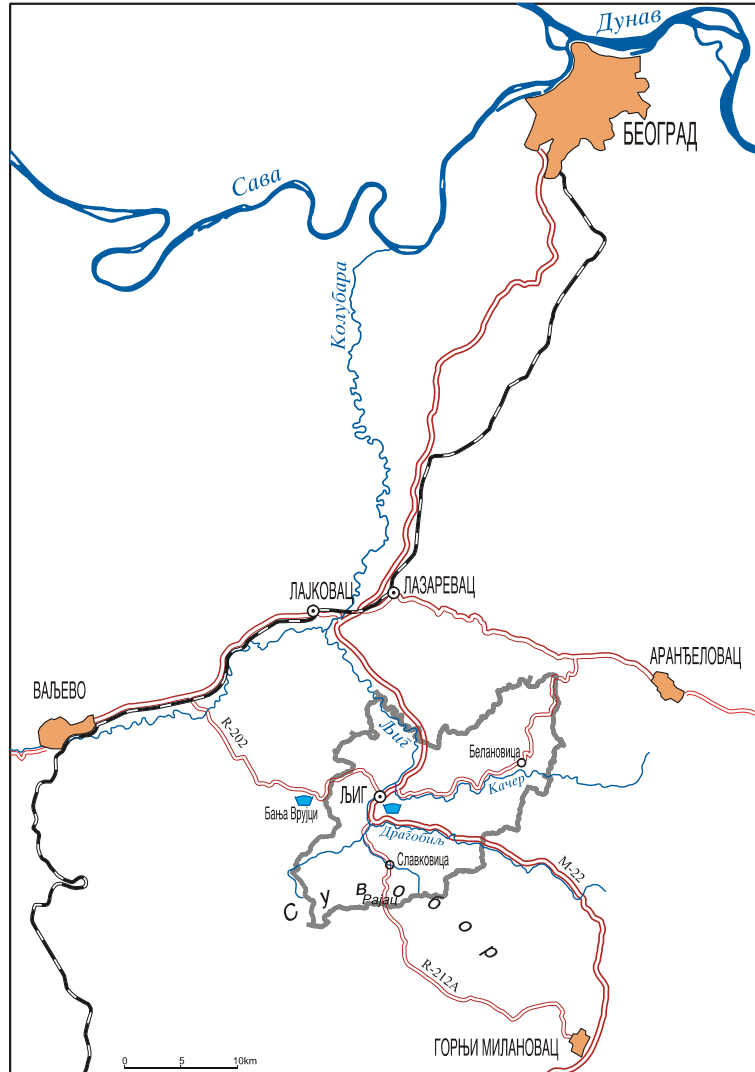 Дунав
БЕОГРАД
Сава
Колубара
ЛАЈКОВАЦ
ЛАЗАРЕВАЦ
АРАНЂЕЛОВАЦ
ВАЉЕВО
R-202
Љиг
Белановица
Качер
ЉИГ
Бања Врујци
Драгобиљ
Славковица
M-22
Рајац
Сувобор
R-212A
ГОРЊИ МИЛАНОВАЦ
0 5 10km